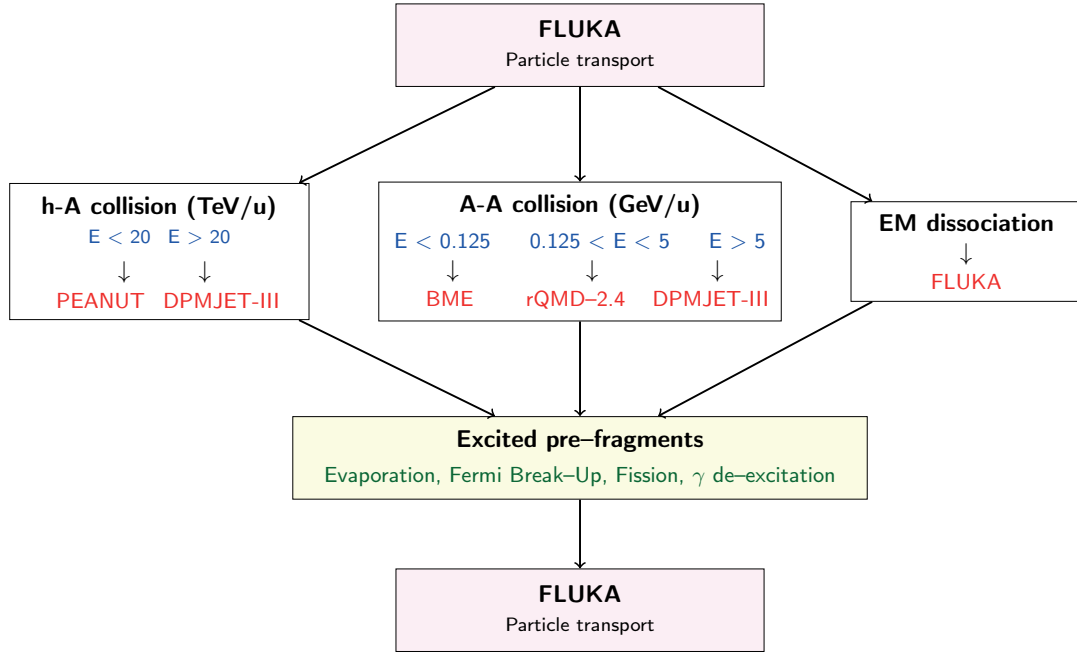 FLUKA
Particle transport
h-A collision (TeV/u)
E < 20 E > 20
↓ ↓
PEANUT DPMJET-III
A-A collision (GeV/u)
E < 0.125 0.125 < E < 5 E > 5
↓ ↓ ↓
BME rQMD–2.4 DPMJET-III
EM dissociation
↓
FLUKA
Excited pre–fragments
Evaporation, Fermi Break–Up, Fission, γ de–excitation
FLUKA
Particle transport